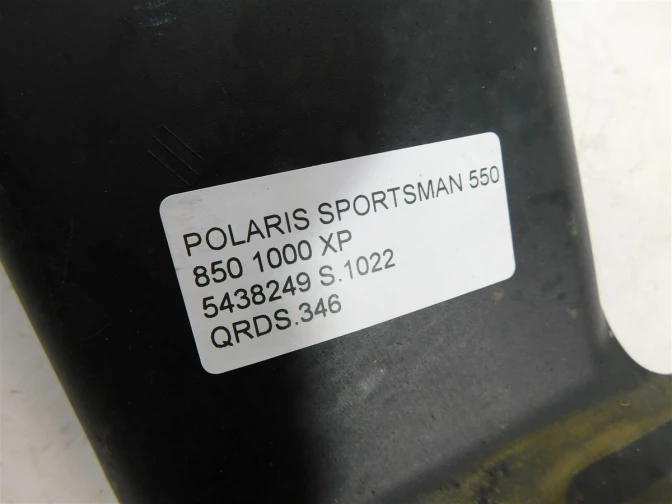 POLARIS SPORTSMAN 550
850 1000 XP
5438249 S.1022
QRDS.346